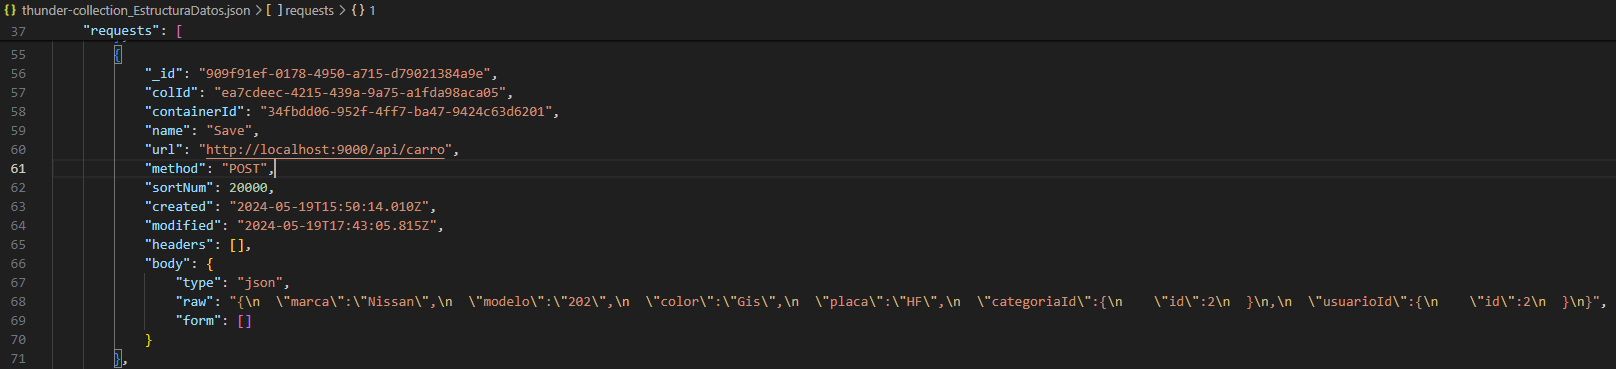 {} thunder-collection_EstructuraDatos.json > [ ] requests > {} 1
37 "requests": [
55 {
56 "_id": "909f91ef-0178-4950-a715-d79021384a9e",
57 "colId": "ea7cdeec-4215-439a-9a75-a1fda98aca05",
58 "containerId": "34fbdd06-952f-4ff7-ba47-9424c63d6201",
59 "name": "Save",
60 "url": "http://localhost:9000/api/carro",
61 "method": "POST",
62 "sortNum": 20000,
63 "created": "2024-05-19T15:50:14.010Z",
64 "modified": "2024-05-19T17:43:05.815Z",
65 "headers": [],
66 "body": {
67 "type": "json",
68 "raw": "{\n  \"marca\":\"Nissan\",\n  \"modelo\":\"202\",\n  \"color\":\"Gis\",\n  \"placa\":\"HF\",\n  \"categoriaId\":{\n    \"id\":2\n  }\n,\n  \"usuarioId\":{\n    \"id\":2\n  }\n}",
69 "form": []
70 }
71 },